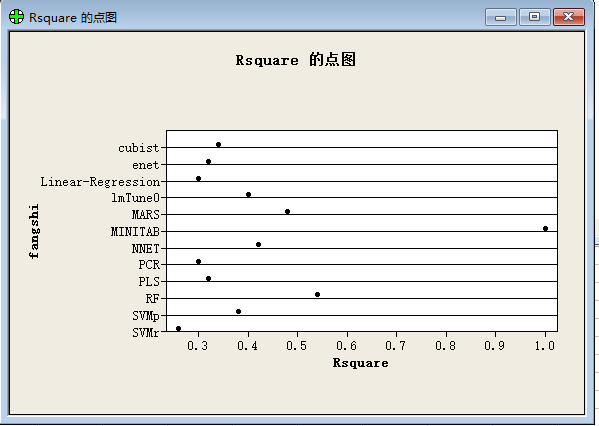 Rsquare 的点图
Rsquare 的点图
cubist
enet
Linear-Regression
lmTune0
MARS
MINITAB
NNET
PCR
PLS
RF
SVMp
SVMr
fangshi
0.3 0.4 0.5 0.6 0.7 0.8 0.9 1.0
Rsquare